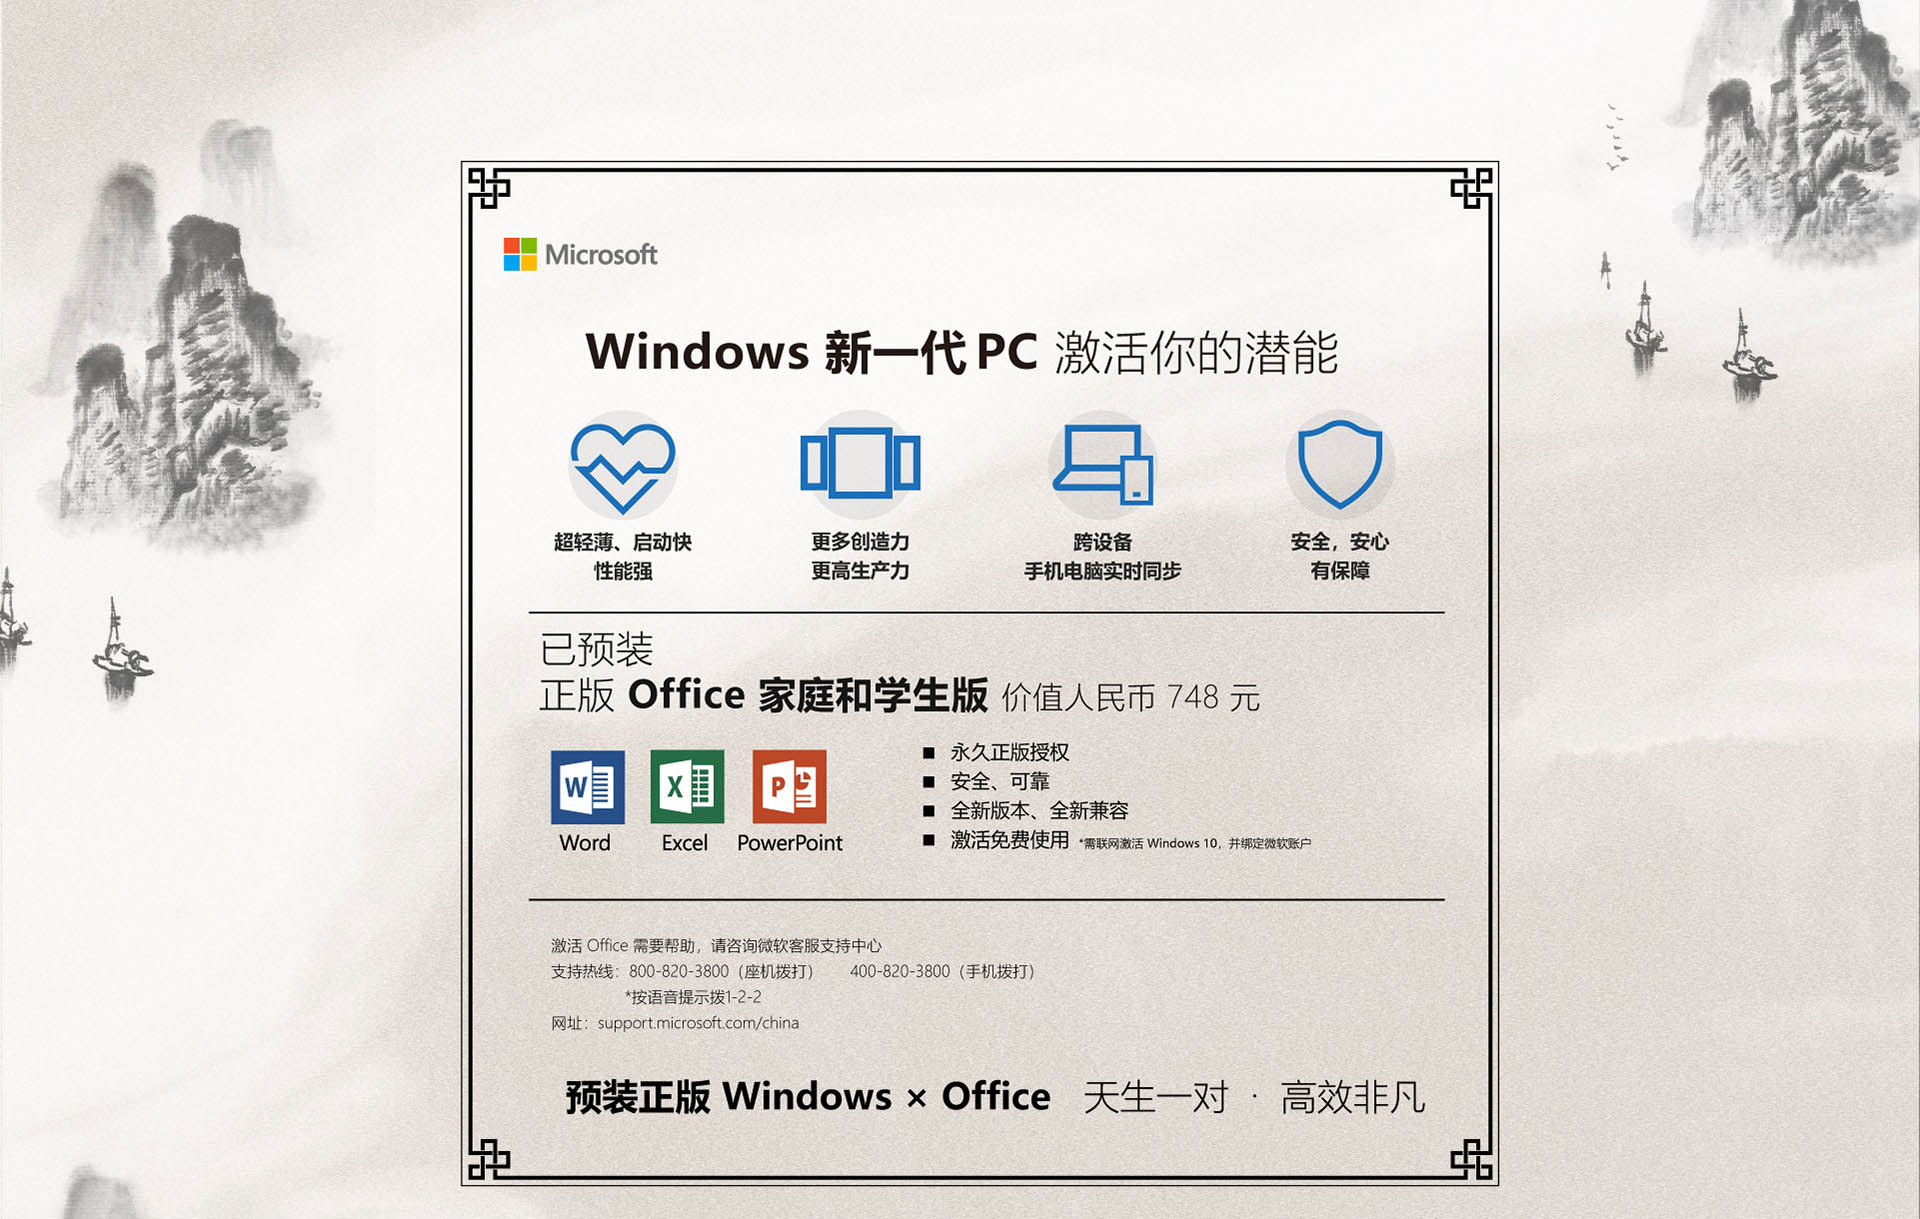 Microsoft
Windows 新一代 PC 激活你的潜能
超轻薄、启动快
性能强
更多创造力
更高生产力
跨设备
手机电脑实时同步
安全，安心
有保障
已预装
正版 Office 家庭和学生版 价值人民币 748 元
Word
Excel
PowerPoint
■ 永久正版授权
■ 安全、可靠
■ 全新版本、全新兼容
■ 激活免费使用 *需联网激活 Windows 10，并绑定微软账户
激活 Office 需要帮助，请咨询微软客服支持中心
支持热线：800-820-3800（座机拨打） 400-820-3800（手机拨打）
*按语音提示拨1-2-2
网址：support.microsoft.com/china
预装正版 Windows × Office 天生一对 · 高效非凡